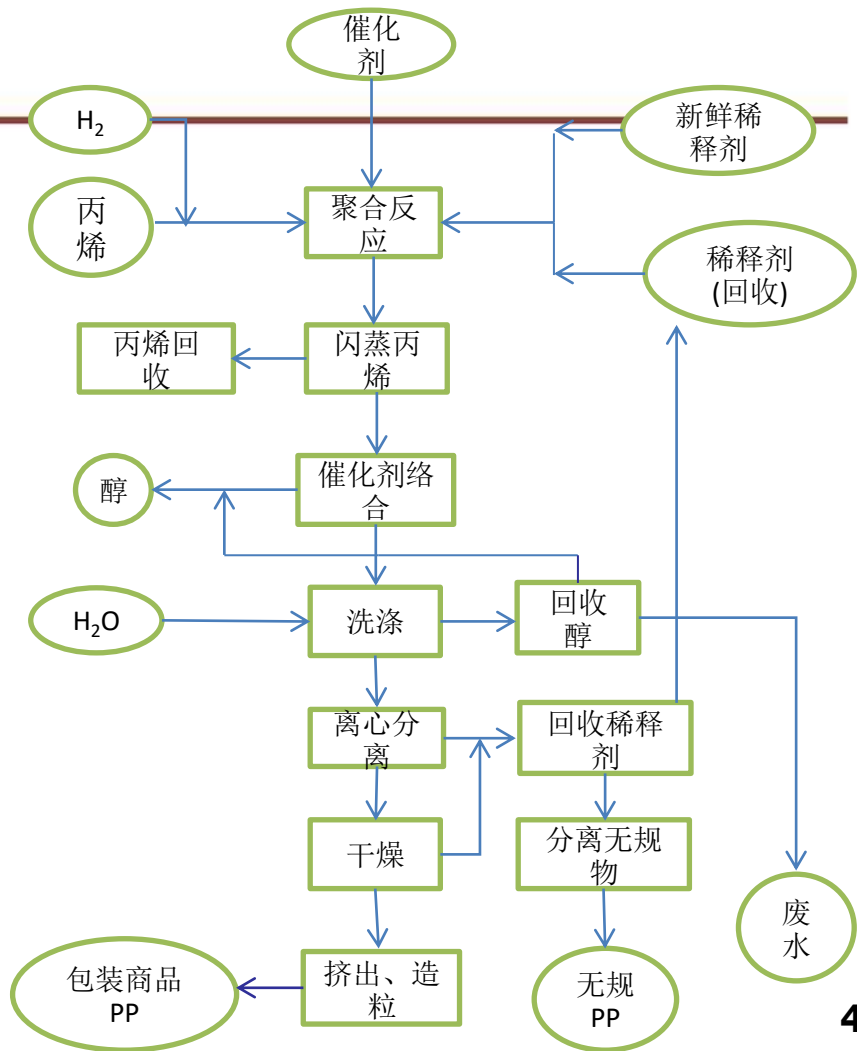 催化
剂
H₂
新鲜稀
释剂
丙
烯
聚合反
应
稀释剂
(回收)
丙烯回
收
闪蒸丙
烯
醇
催化剂络
合
H₂O
洗涤
回收
醇
离心分
离
回收稀释
剂
干燥
分离无规
物
废
水
包装商品
PP
挤出、造
粒
无规
PP
4